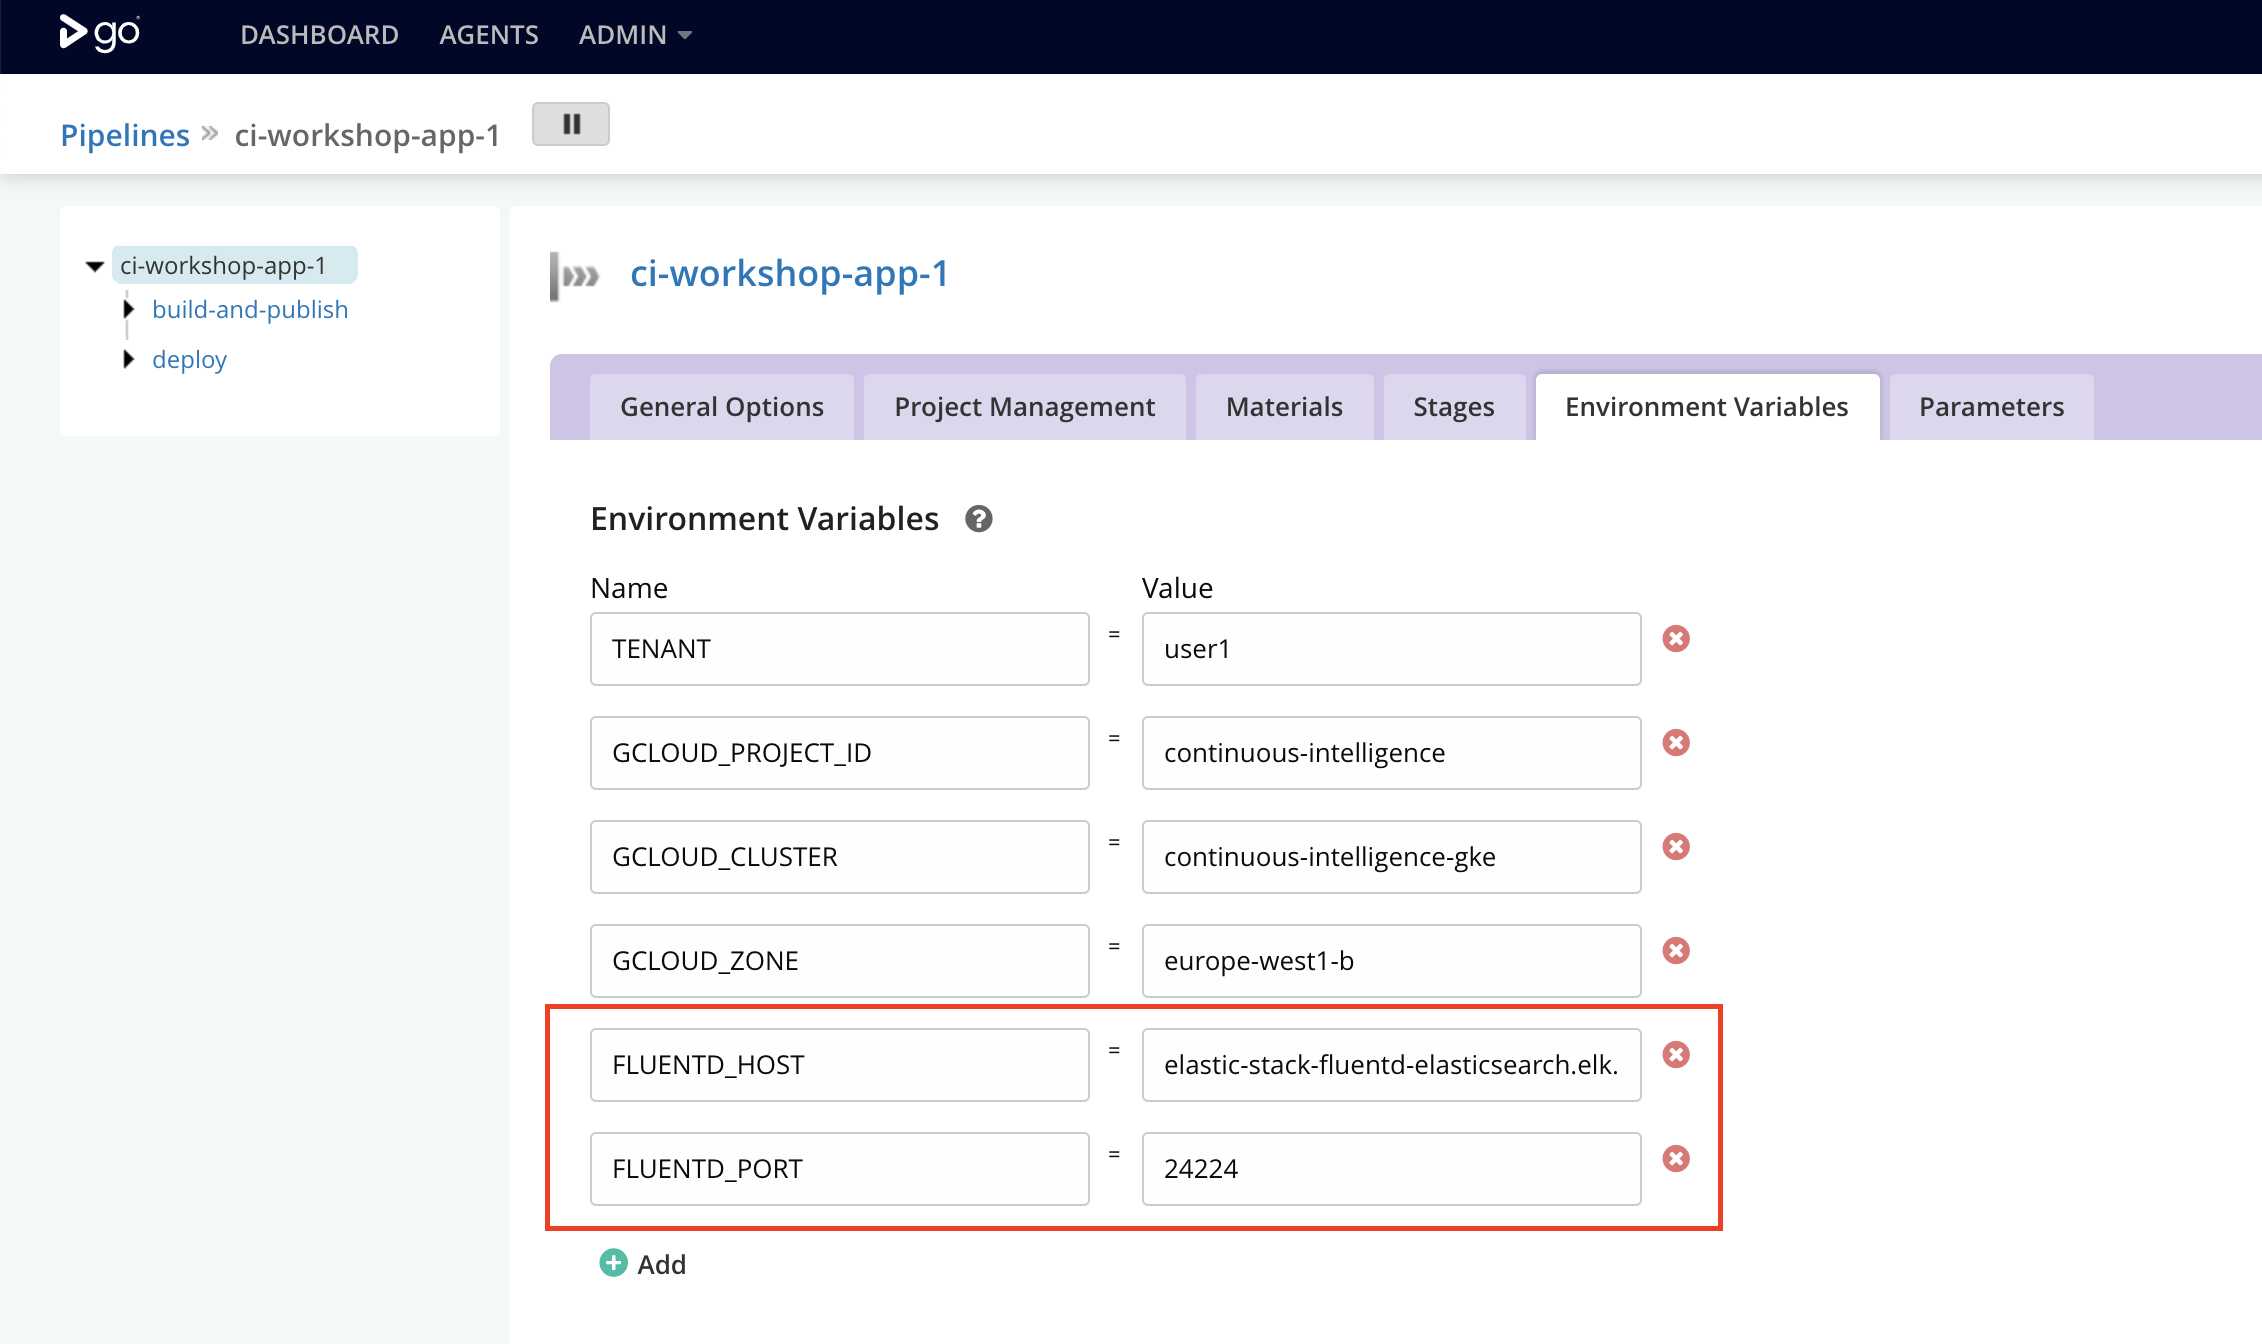 go
DASHBOARD AGENTS ADMIN
Pipelines » ci-workshop-app-1
ci-workshop-app-1
build-and-publish
deploy
ci-workshop-app-1
General Options Project Management Materials Stages Environment Variables Parameters
Environment Variables ?
Name Value
TENANT = user1
GCLOUD_PROJECT_ID = continuous-intelligence
GCLOUD_CLUSTER = continuous-intelligence-gke
GCLOUD_ZONE = europe-west1-b
FLUENTD_HOST = elastic-stack-fluentd-elasticsearch.elk.
FLUENTD_PORT = 24224
Add